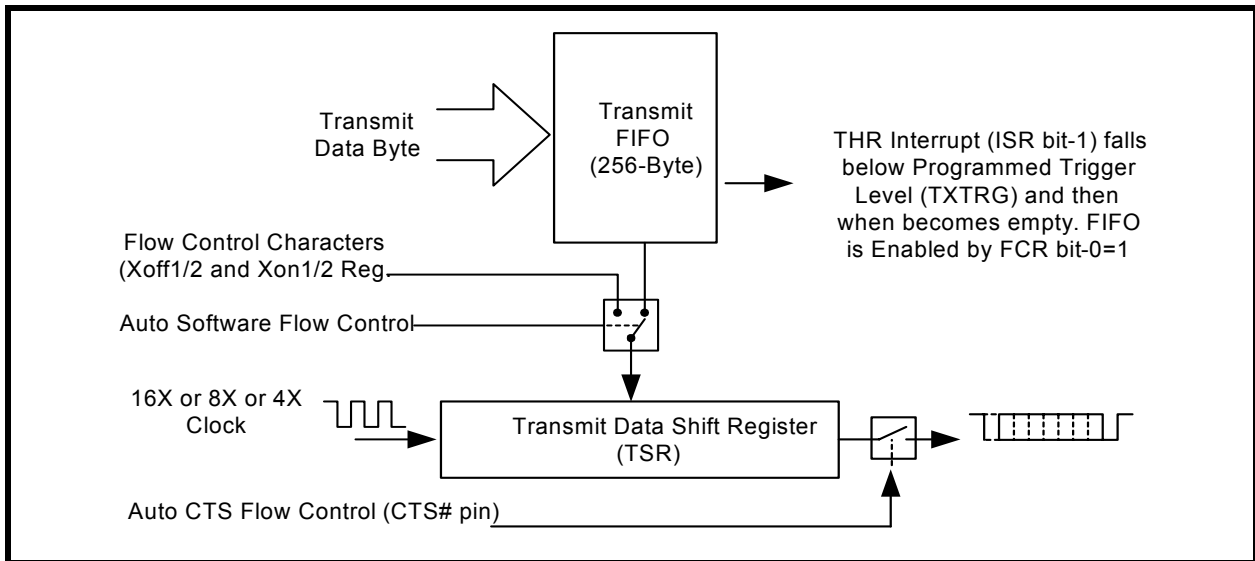 Transmit
Data Byte
Transmit
FIFO
(256-Byte)
THR Interrupt (ISR bit-1) falls
below Programmed Trigger
Level (TXTRG) and then
when becomes empty. FIFO
is Enabled by FCR bit-0=1
Flow Control Characters
(Xoff1/2 and Xon1/2 Reg.
Auto Software Flow Control
16X or 8X or 4X
Clock
Transmit Data Shift Register
(TSR)
Auto CTS Flow Control (CTS# pin)